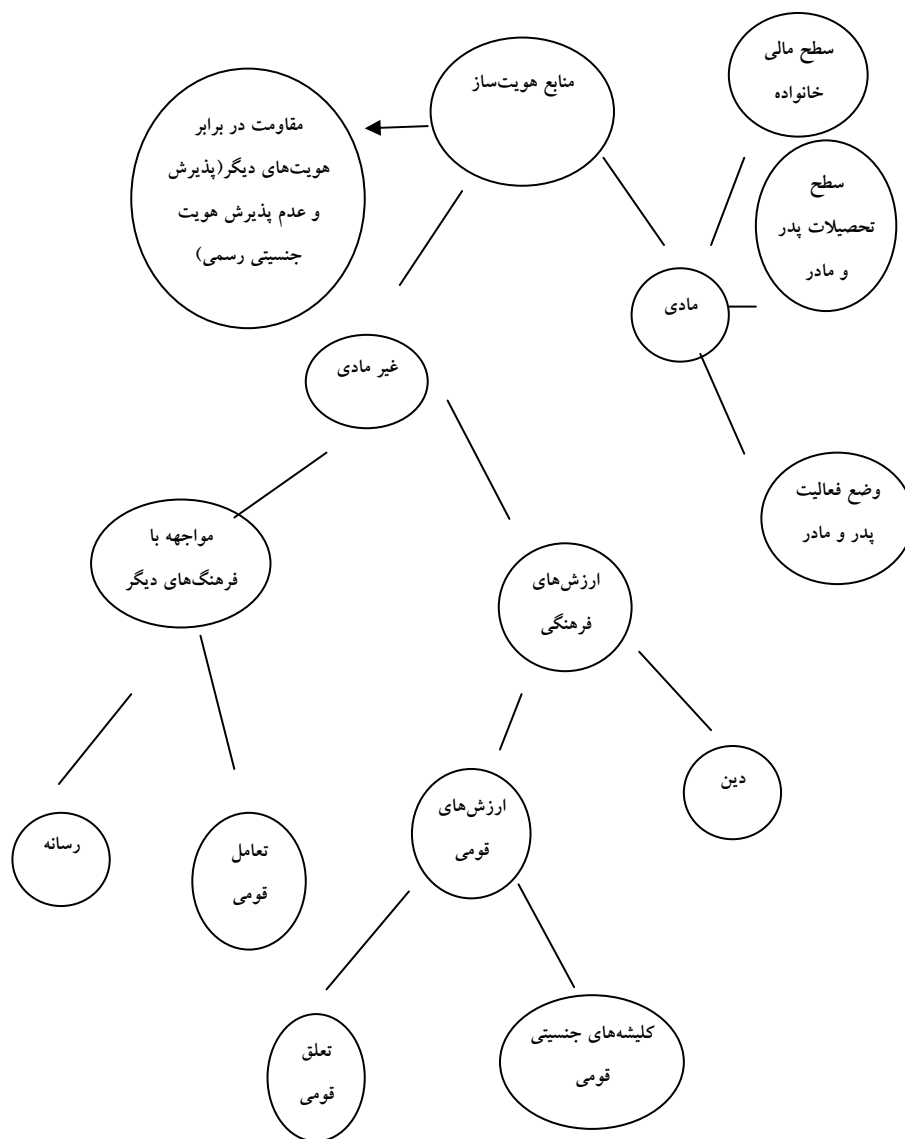 سطح مالی
خانواده
منابع هویت‌ساز
مقاومت در برابر
هویت‌های دیگر(پذیرش
و عدم پذیرش هویت
جنسیتی رسمی)
سطح
تحصیلات پدر
و مادر
مادی
غیر مادی
وضع فعالیت
پدر و مادر
مواجهه با
فرهنگ‌های دیگر
ارزش‌های
فرهنگی
دین
ارزش‌های
قومی
تعامل
قومی
رسانه
کلیشه‌های جنسیتی
قومی
تعلق
قومی